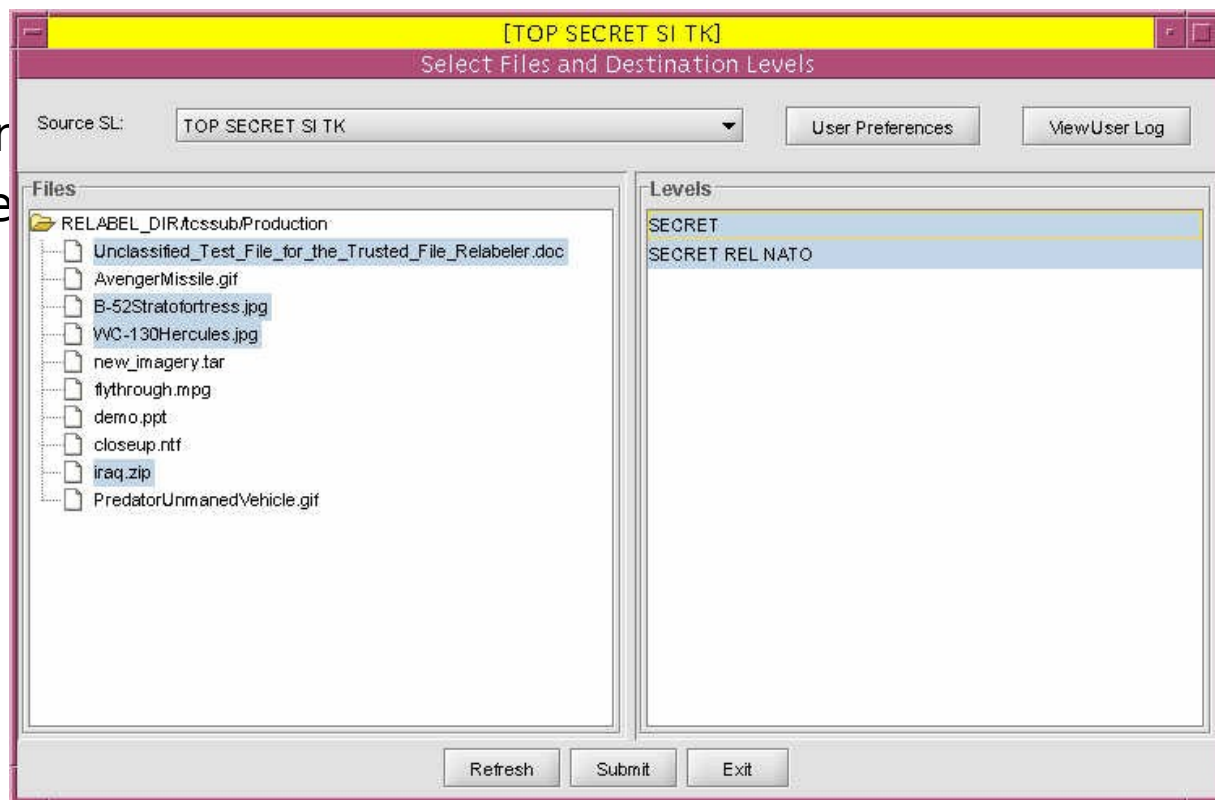 [TOP SECRET SI TK]
Select Files and Destination Levels
Source SL: TOP SECRET SI TK User Preferences View User Log
Files
RELABEL_DIR/tcssub/Production
Unclassified_Test_File_for_the_Trusted_File_Relabeler.doc
AvengerMissile.gif
B-52Stratofortress.jpg
WC-130Hercules.jpg
new_imagery.tar
flythrough.mpg
demo.ppt
closeup.ntf
iraq.zip
PredatorUnmanedVehicle.gif
Levels
SECRET
SECRET REL NATO
Refresh Submit Exit